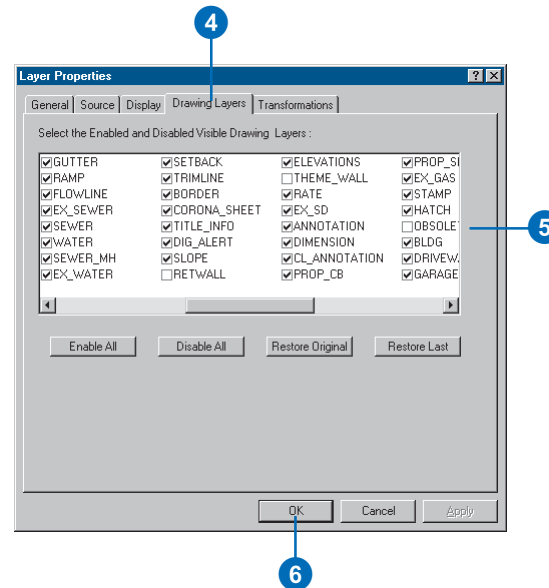 4
Layer Properties
General Source Display Drawing Layers Transformations
Select the Enabled and Disabled Visible Drawing Layers :
GUTTER SETBACK ELEVATIONS
RAMP TRIMLINE THEME_WALL EX_GAS
FLOWLINE BORDER RATE STAMP
EX_SEWER CORONA_SHEET EX_SD HATCH
SEWER TITLE_INFO ANNOTATION
WATER DIG_ALERT DIMENSION BLDG
SEWER_MH SLOPE CL_ANNOTATION
EX_WATER RETWALL PROP_CB GARAGE
5
Enable All Disable All Restore Original Restore Last
OK Cancel Apply
6